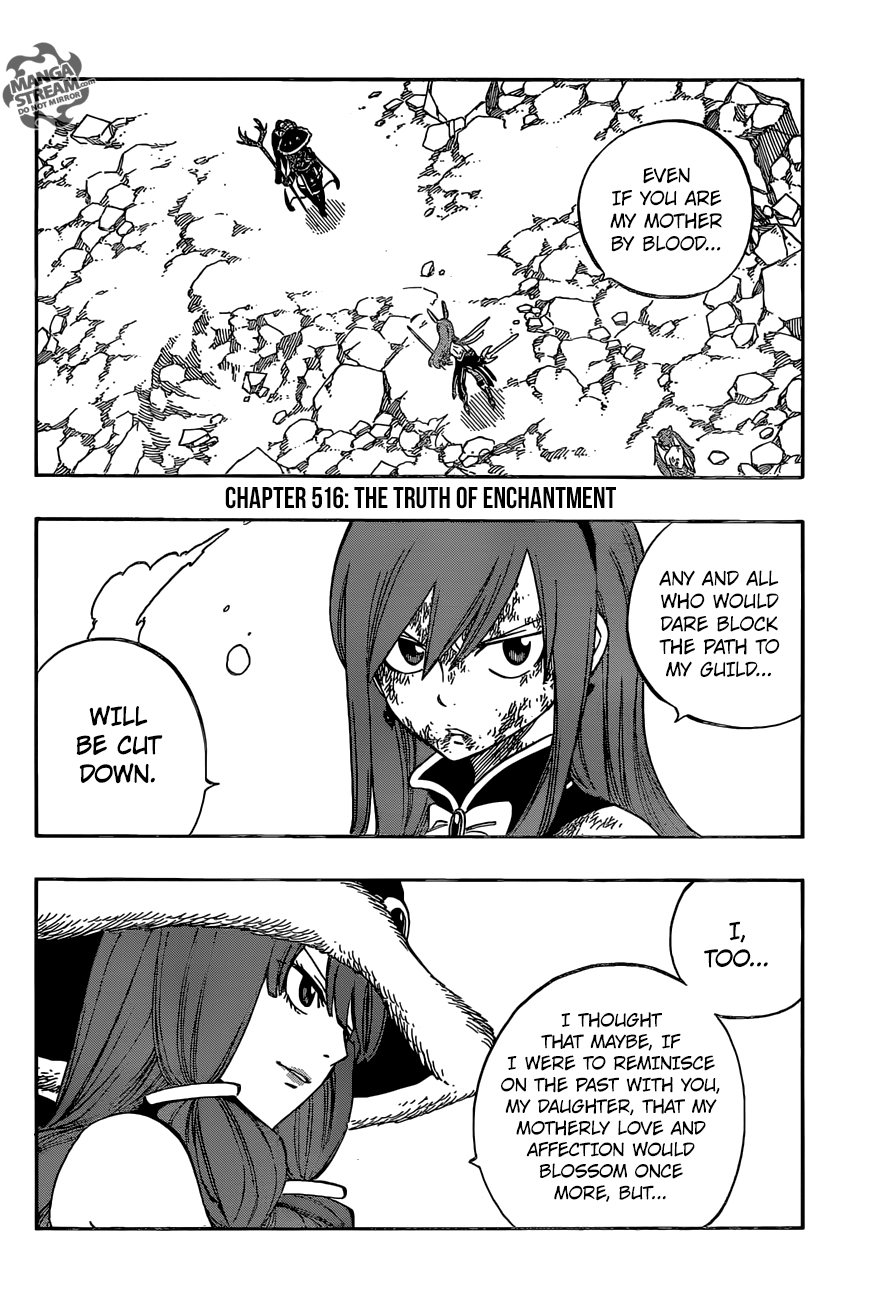 MANGA
STREAM.com
DO NOT MIRROR
EVEN
IF YOU ARE
MY MOTHER
BY BLOOD...
CHAPTER 516: THE TRUTH OF ENCHANTMENT
ANY AND ALL
WHO WOULD
DARE BLOCK
THE PATH TO
MY GUILD...
WILL
BE CUT
DOWN.
I,
TOO...
I THOUGHT
THAT MAYBE, IF
I WERE TO REMINISCE
ON THE PAST WITH YOU,
MY DAUGHTER, THAT MY
MOTHERLY LOVE AND
AFFECTION WOULD
BLOSSOM ONCE
MORE, BUT...